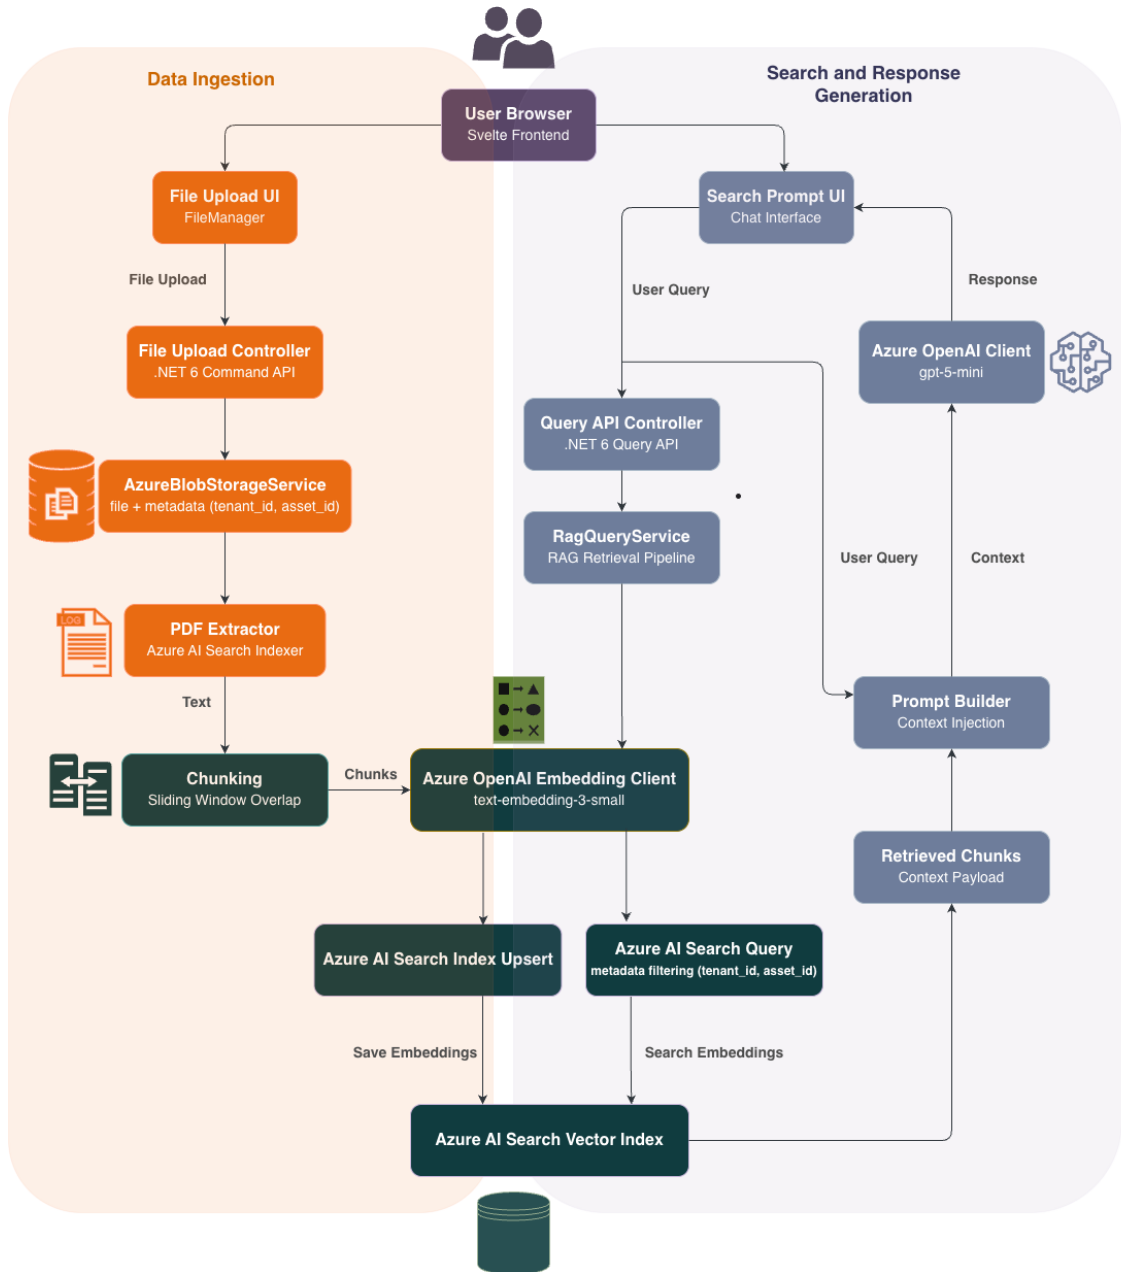 Data Ingestion
Search and Response
Generation
User Browser
Svelte Frontend
File Upload UI
FileManager
Search Prompt UI
Chat Interface
File Upload
User Query
Response
File Upload Controller
.NET 6 Command API
Azure OpenAI Client
gpt-5-mini
Query API Controller
.NET 6 Query API
AzureBlobStorageService
file + metadata (tenant_id, asset_id)
RagQueryService
RAG Retrieval Pipeline
User Query
Context
LOG
PDF Extractor
Azure AI Search Indexer
Text
Prompt Builder
Context Injection
Chunking
Sliding Window Overlap
Chunks
Azure OpenAI Embedding Client
text-embedding-3-small
Retrieved Chunks
Context Payload
Azure AI Search Index Upsert
Azure AI Search Query
metadata filtering (tenant_id, asset_id)
Save Embeddings
Search Embeddings
Azure AI Search Vector Index